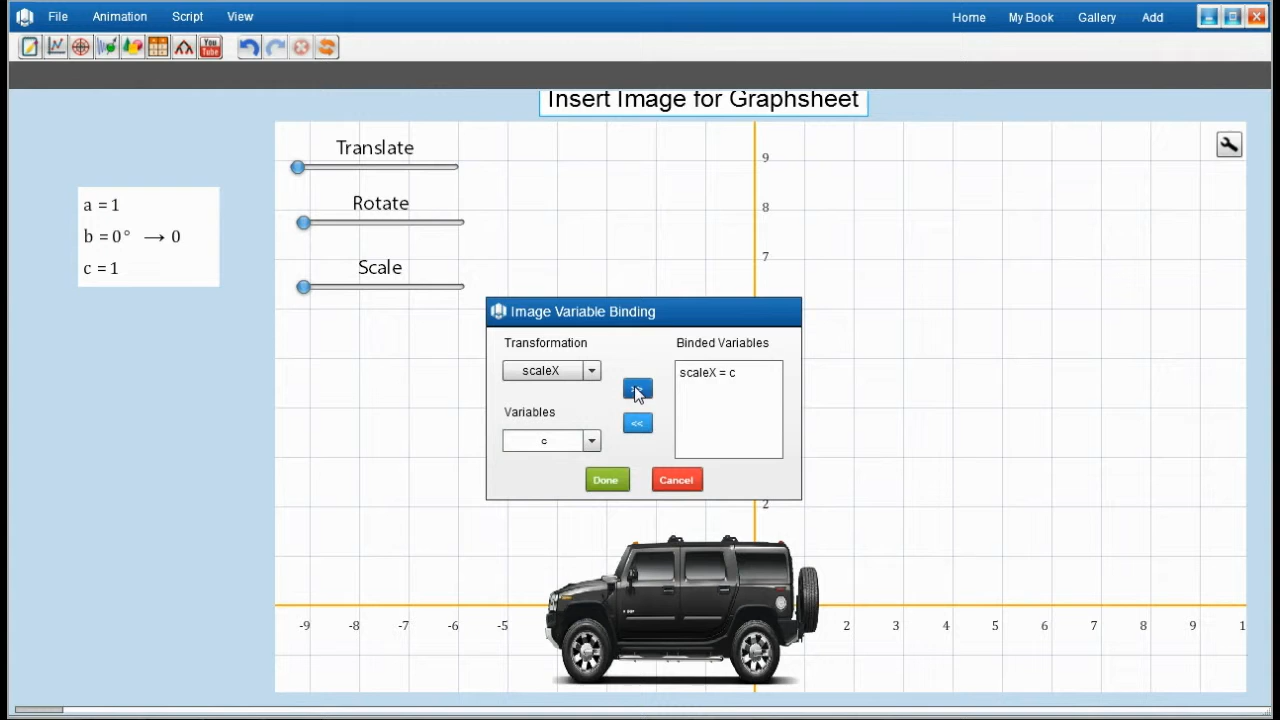 File Animation Script View Home My Book Gallery Add
You
Tube
Insert Image for Graphsheet
Translate
Rotate
Scale
a = 1
b = 0° → 0
c = 1
9
8
7
Image Variable Binding
Transformation Binded Variables
scaleX
scaleX = c
Variables
<<
c
Done Cancel
2
-9 -8 -7 -6 -5 2 3 4 5 6 7 8 9 1